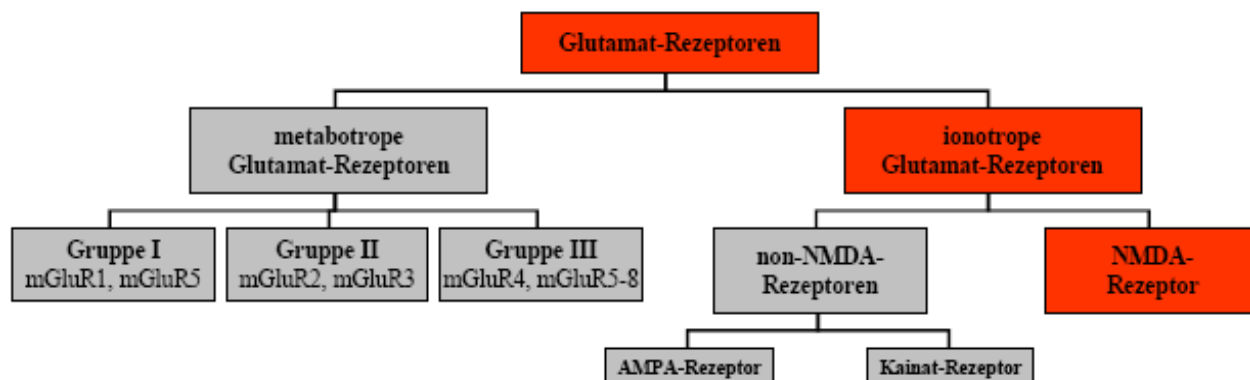 Glutamat-Rezeptoren
metabotrope
Glutamat-Rezeptoren
ionotrope
Glutamat-Rezeptoren
Gruppe I
mGluR1, mGluR5
Gruppe II
mGluR2, mGluR3
Gruppe III
mGluR4, mGluR5-8
non-NMDA-
Rezeptoren
NMDA-
Rezeptor
AMPA-Rezeptor
Kainat-Rezeptor